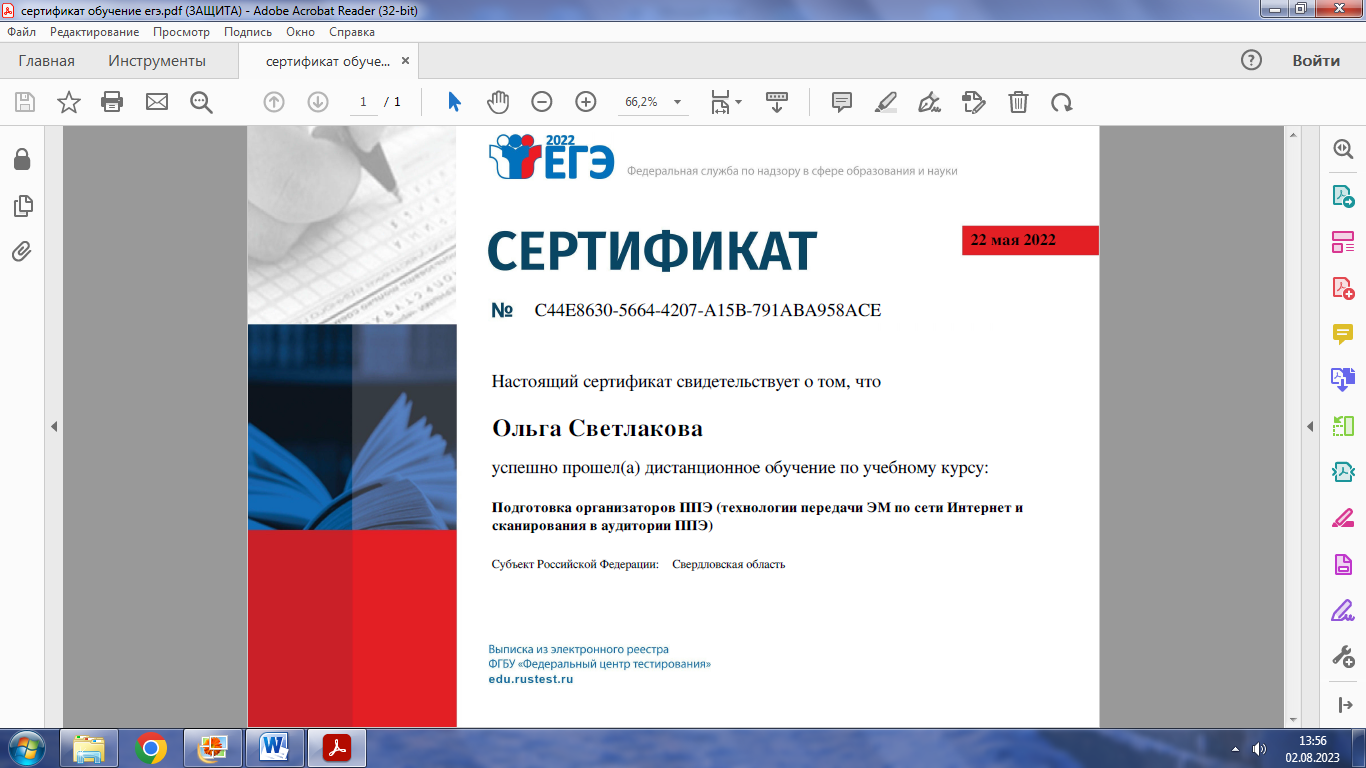 сертификат обучение егэ.pdf (ЗАЩИТА) - Adobe Acrobat Reader (32-bit)
Файл Редактирование Просмотр Подпись Окно Справка
Главная Инструменты сертификат обуче... × Войти
1 / 1 66,2%
2022
ЕГЭ
Федеральная служба по надзору в сфере образования и науки
22 мая 2022
СЕРТИФИКАТ
№ C44E8630-5664-4207-A15B-791ABA958ACE
Настоящий сертификат свидетельствует о том, что
Ольга Светлакова
успешно прошел(а) дистанционное обучение по учебному курсу:
Подготовка организаторов ППЭ (технологии передачи ЭМ по сети Интернет и
сканирования в аудитории ППЭ)
Субъект Российской Федерации: Свердловская область
Выписка из электронного реестра
ФГБУ «Федеральный центр тестирования»
edu.rustest.ru
13:56
02.08.2023